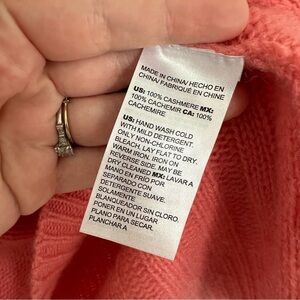 MADE IN CHINA/ HECHO EN
CHINA/ FABRIQUÉ EN CHINE
US: 100% CASHMERE MX:
100% CACHEMIR CA: 100%
CACHEMIRE
US: HAND WASH COLD
WITH MILD DETERGENT.
ONLY NON-CHLORINE
BLEACH, LAY FLAT TO DRY.
WARM IRON. IRON ON
REVERSE SIDE. MAY BE
DRY CLEANED MX: LAVAR A
MANO EN FRÍO POR
SEPARADO CON
DETERGENTE SUAVE.
SOLAMENTE
BLANQUEADOR SIN CLORO.
PONER EN UN LUGAR
PLANO PARA SECAR.
PLANCHAR A